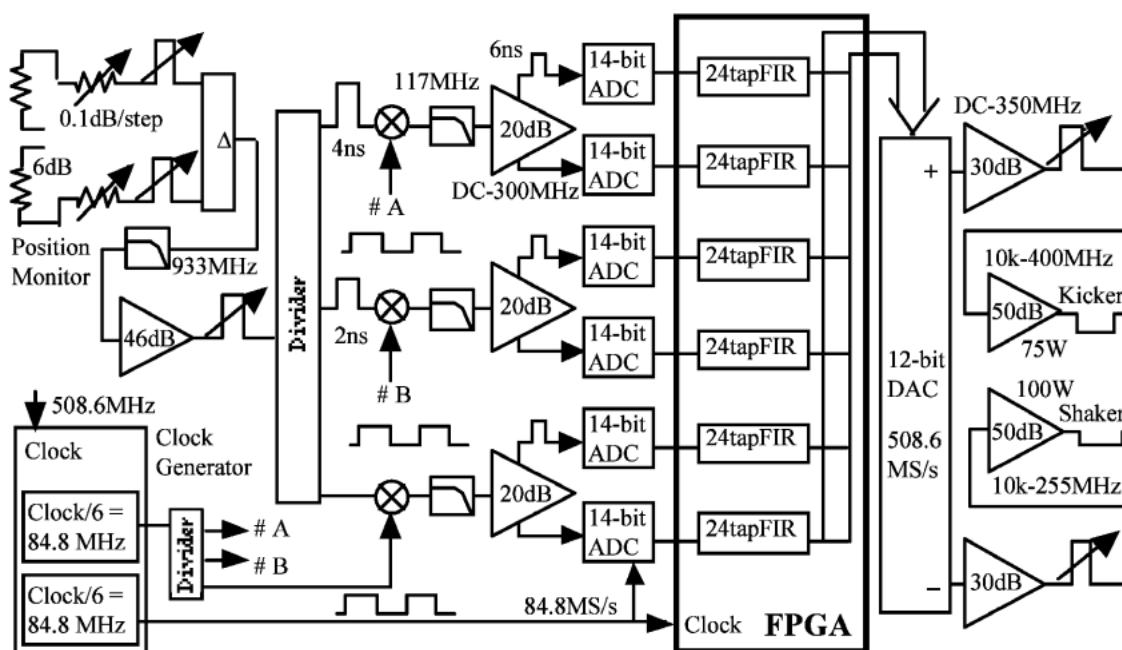 0.1dB/step
6dB
Δ
Position
Monitor
933MHz
46dB
508.6MHz
Clock
Clock
Generator
Clock/6 =
84.8 MHz
Clock/6 =
84.8 MHz
Divider
# A
# B
Divider
4ns
117MHz
# A
20dB
DC-300MHz
6ns
14-bit
ADC
14-bit
ADC
2ns
# B
20dB
14-bit
ADC
14-bit
ADC
20dB
14-bit
ADC
14-bit
ADC
84.8MS/s
24tapFIR
24tapFIR
24tapFIR
24tapFIR
24tapFIR
24tapFIR
Clock
FPGA
+
12-bit
DAC
508.6
MS/s
−
DC-350MHz
30dB
10k-400MHz
50dB
Kicker
75W
100W
50dB
Shaker
10k-255MHz
30dB